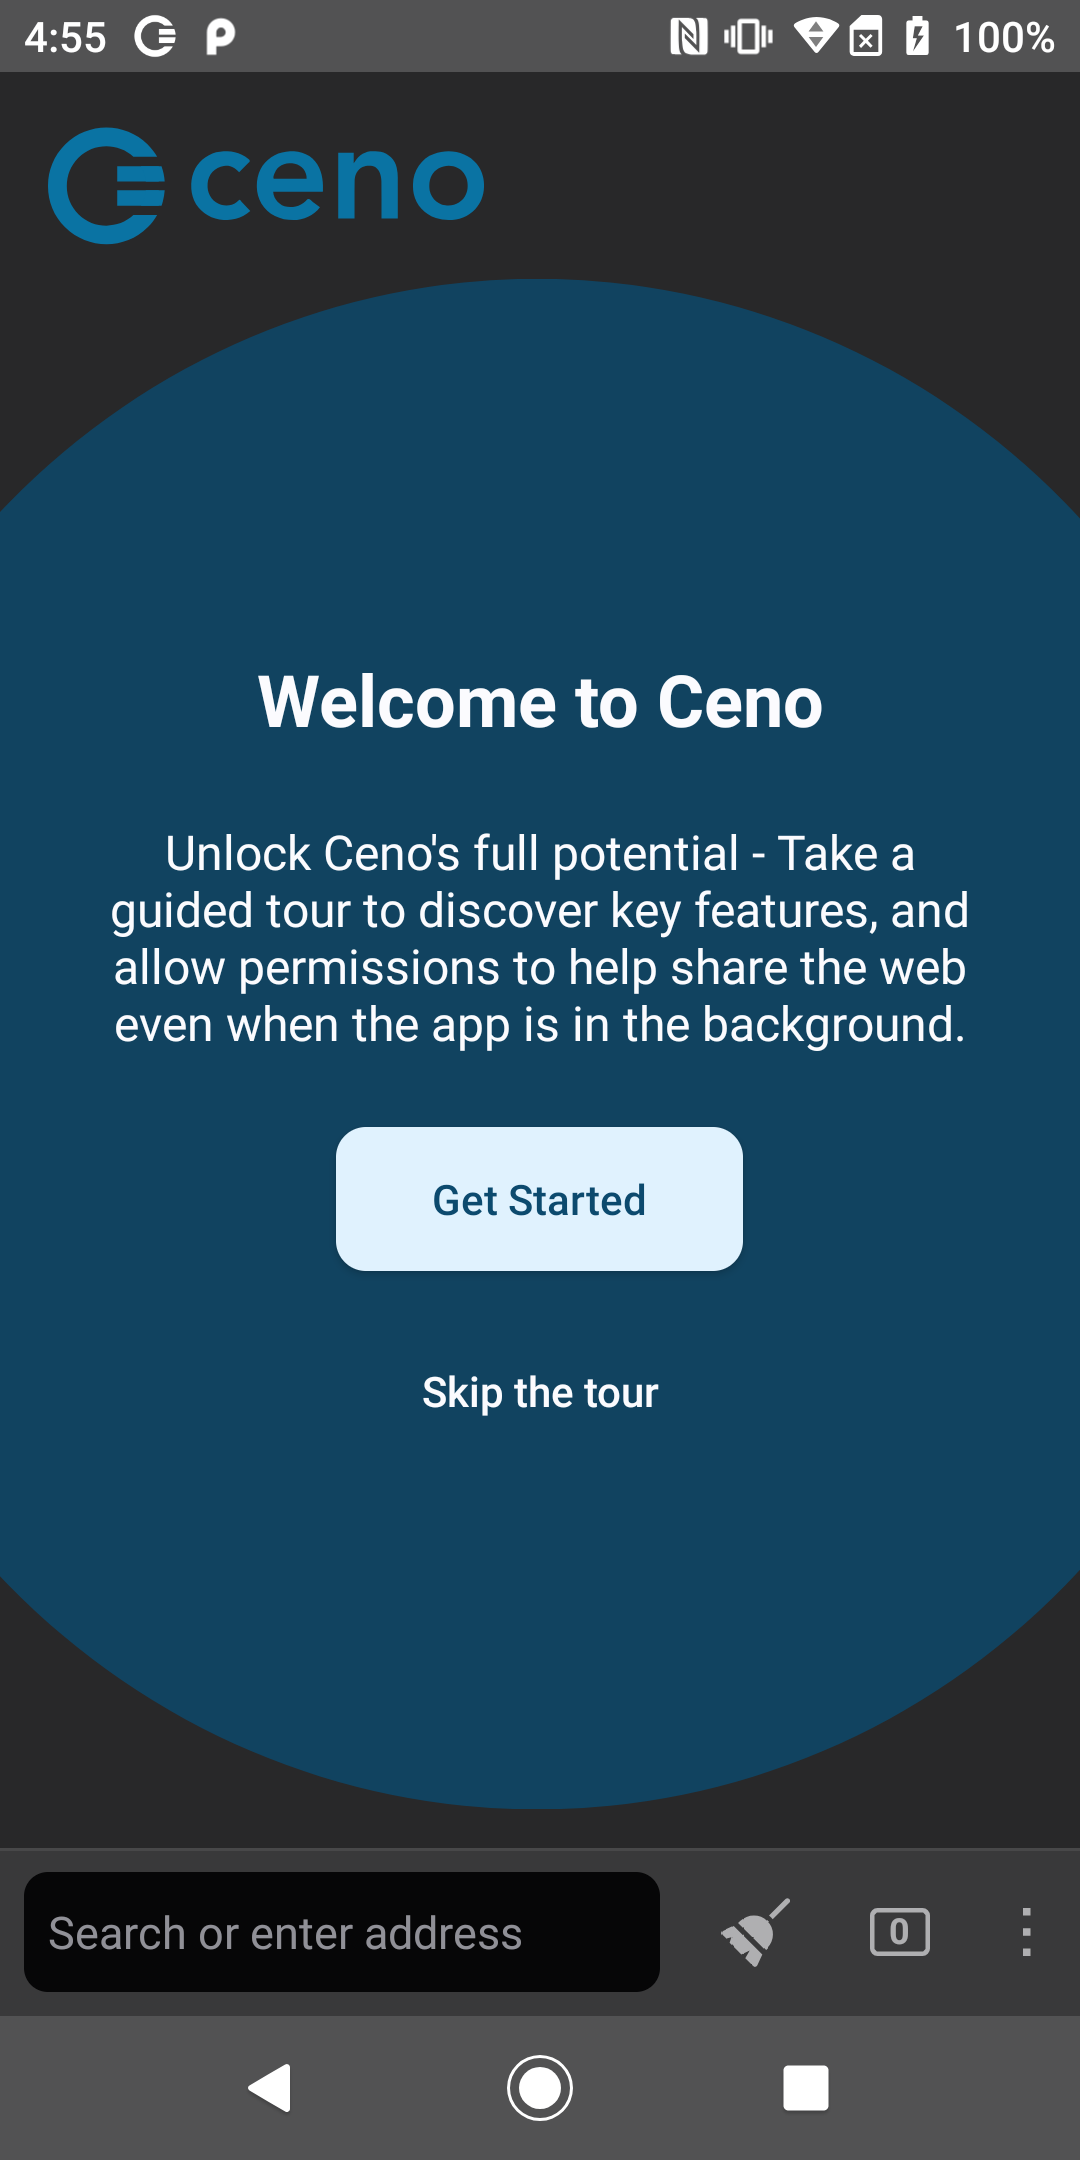 4:55
100%
ceno
Welcome to Ceno
Unlock Ceno's full potential - Take a
guided tour to discover key features, and
allow permissions to help share the web
even when the app is in the background.
Get Started
Skip the tour
Search or enter address
0